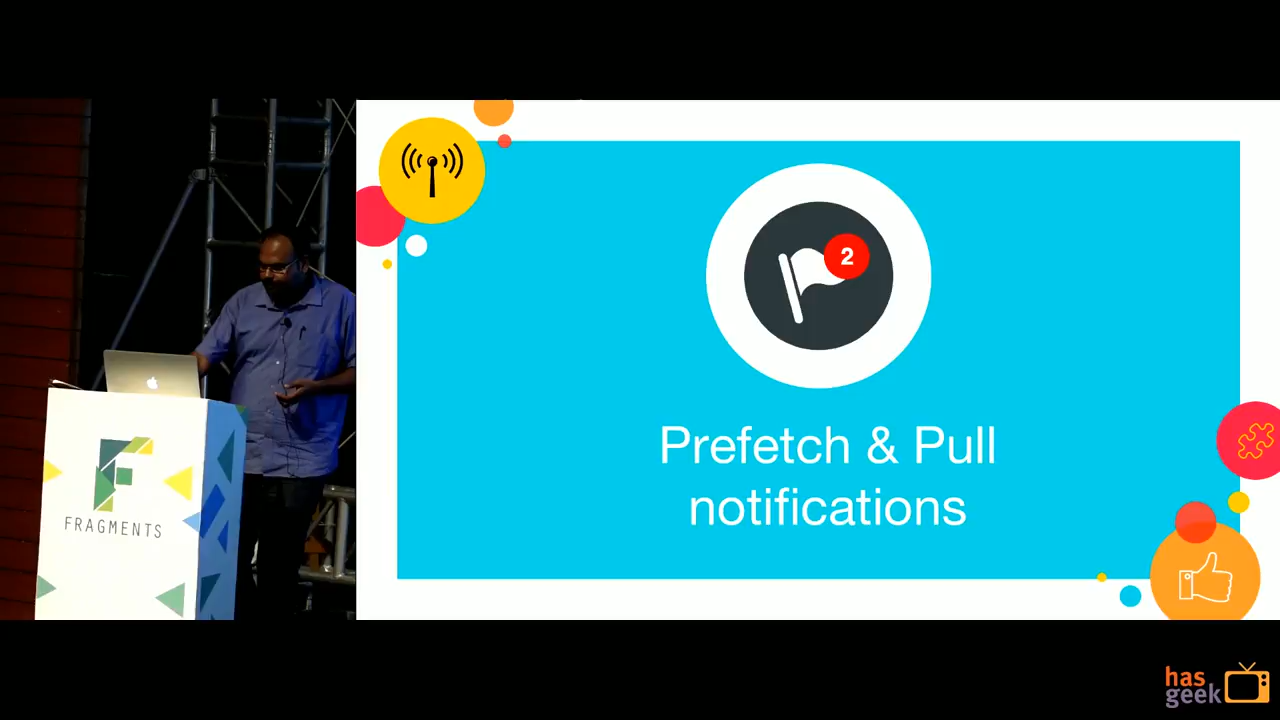 2
Prefetch & Pull
notifications
FRAGMENTS
has
geek